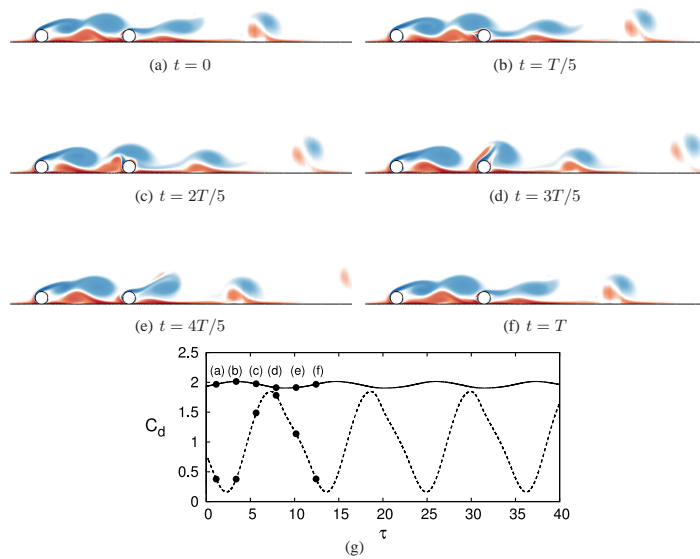 (a) t = 0
(b) t = T/5
(c) t = 2T/5
(d) t = 3T/5
(e) t = 4T/5
(f) t = T
2.5
2
1.5
1
0.5
0
C_d
(a) (b) (c) (d) (e) (f)
0 5 10 15 20 25 30 35 40
τ
(g)